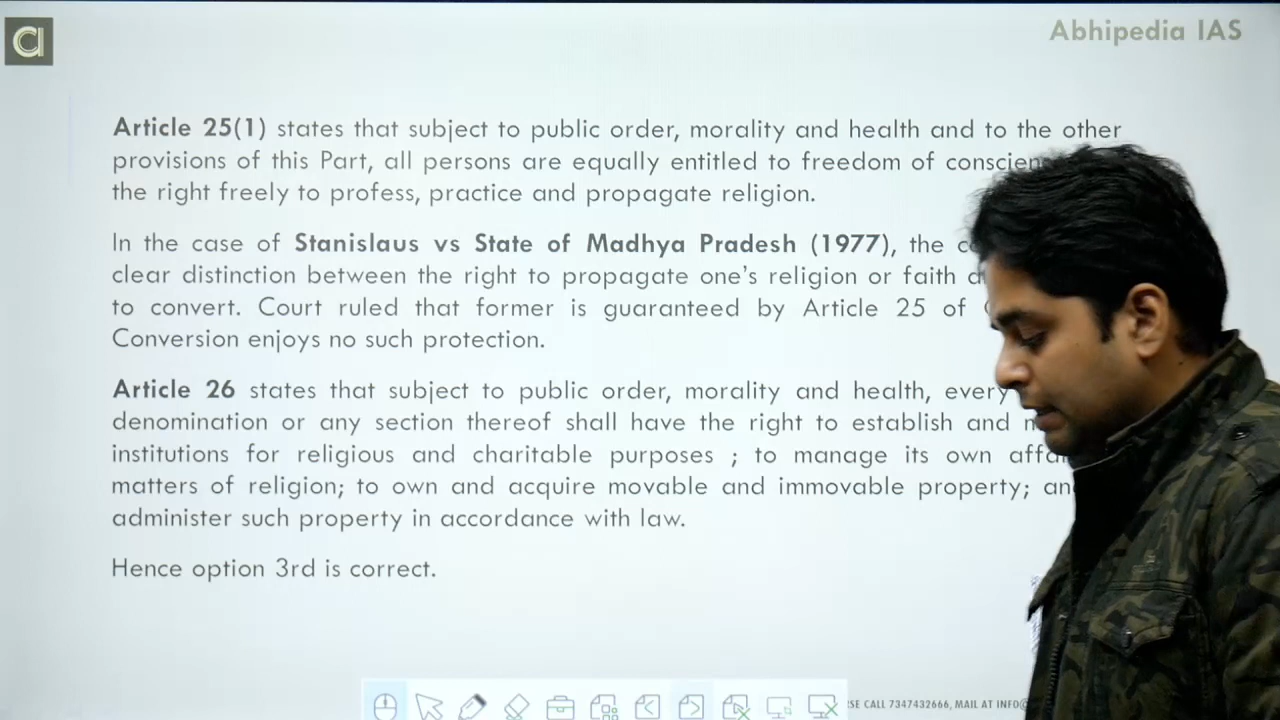 Abhipedia IAS
Article 25(1) states that subject to public order, morality and health and to the other
provisions of this Part, all persons are equally entitled to freedom of
the right freely to profess, practice and propagate religion.
In the case of Stanislaus vs State of Madhya Pradesh (1977), the
clear distinction between the right to propagate one's religion or faith
to convert. Court ruled that former is guaranteed by Article 25 of
Conversion enjoys no such protection.
Article 26 states that subject to public order, morality and health, every
denomination or any section thereof shall have the right to establish and
institutions for religious and charitable purposes ; to manage its own
matters of religion; to own and acquire movable and immovable property;
administer such property in accordance with law.
Hence option 3rd is correct.
CALL 7347432666, MAIL AT